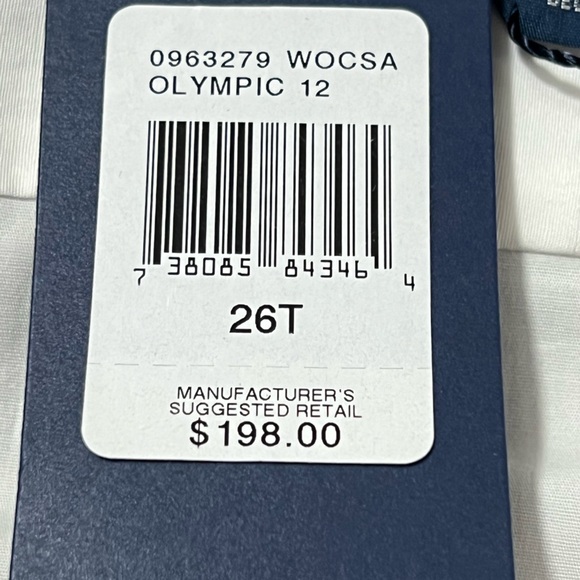 0963279 WOCSA
OLYMPIC 12
7 38085 84346 4
26T
MANUFACTURER'S
SUGGESTED RETAIL
$198.00